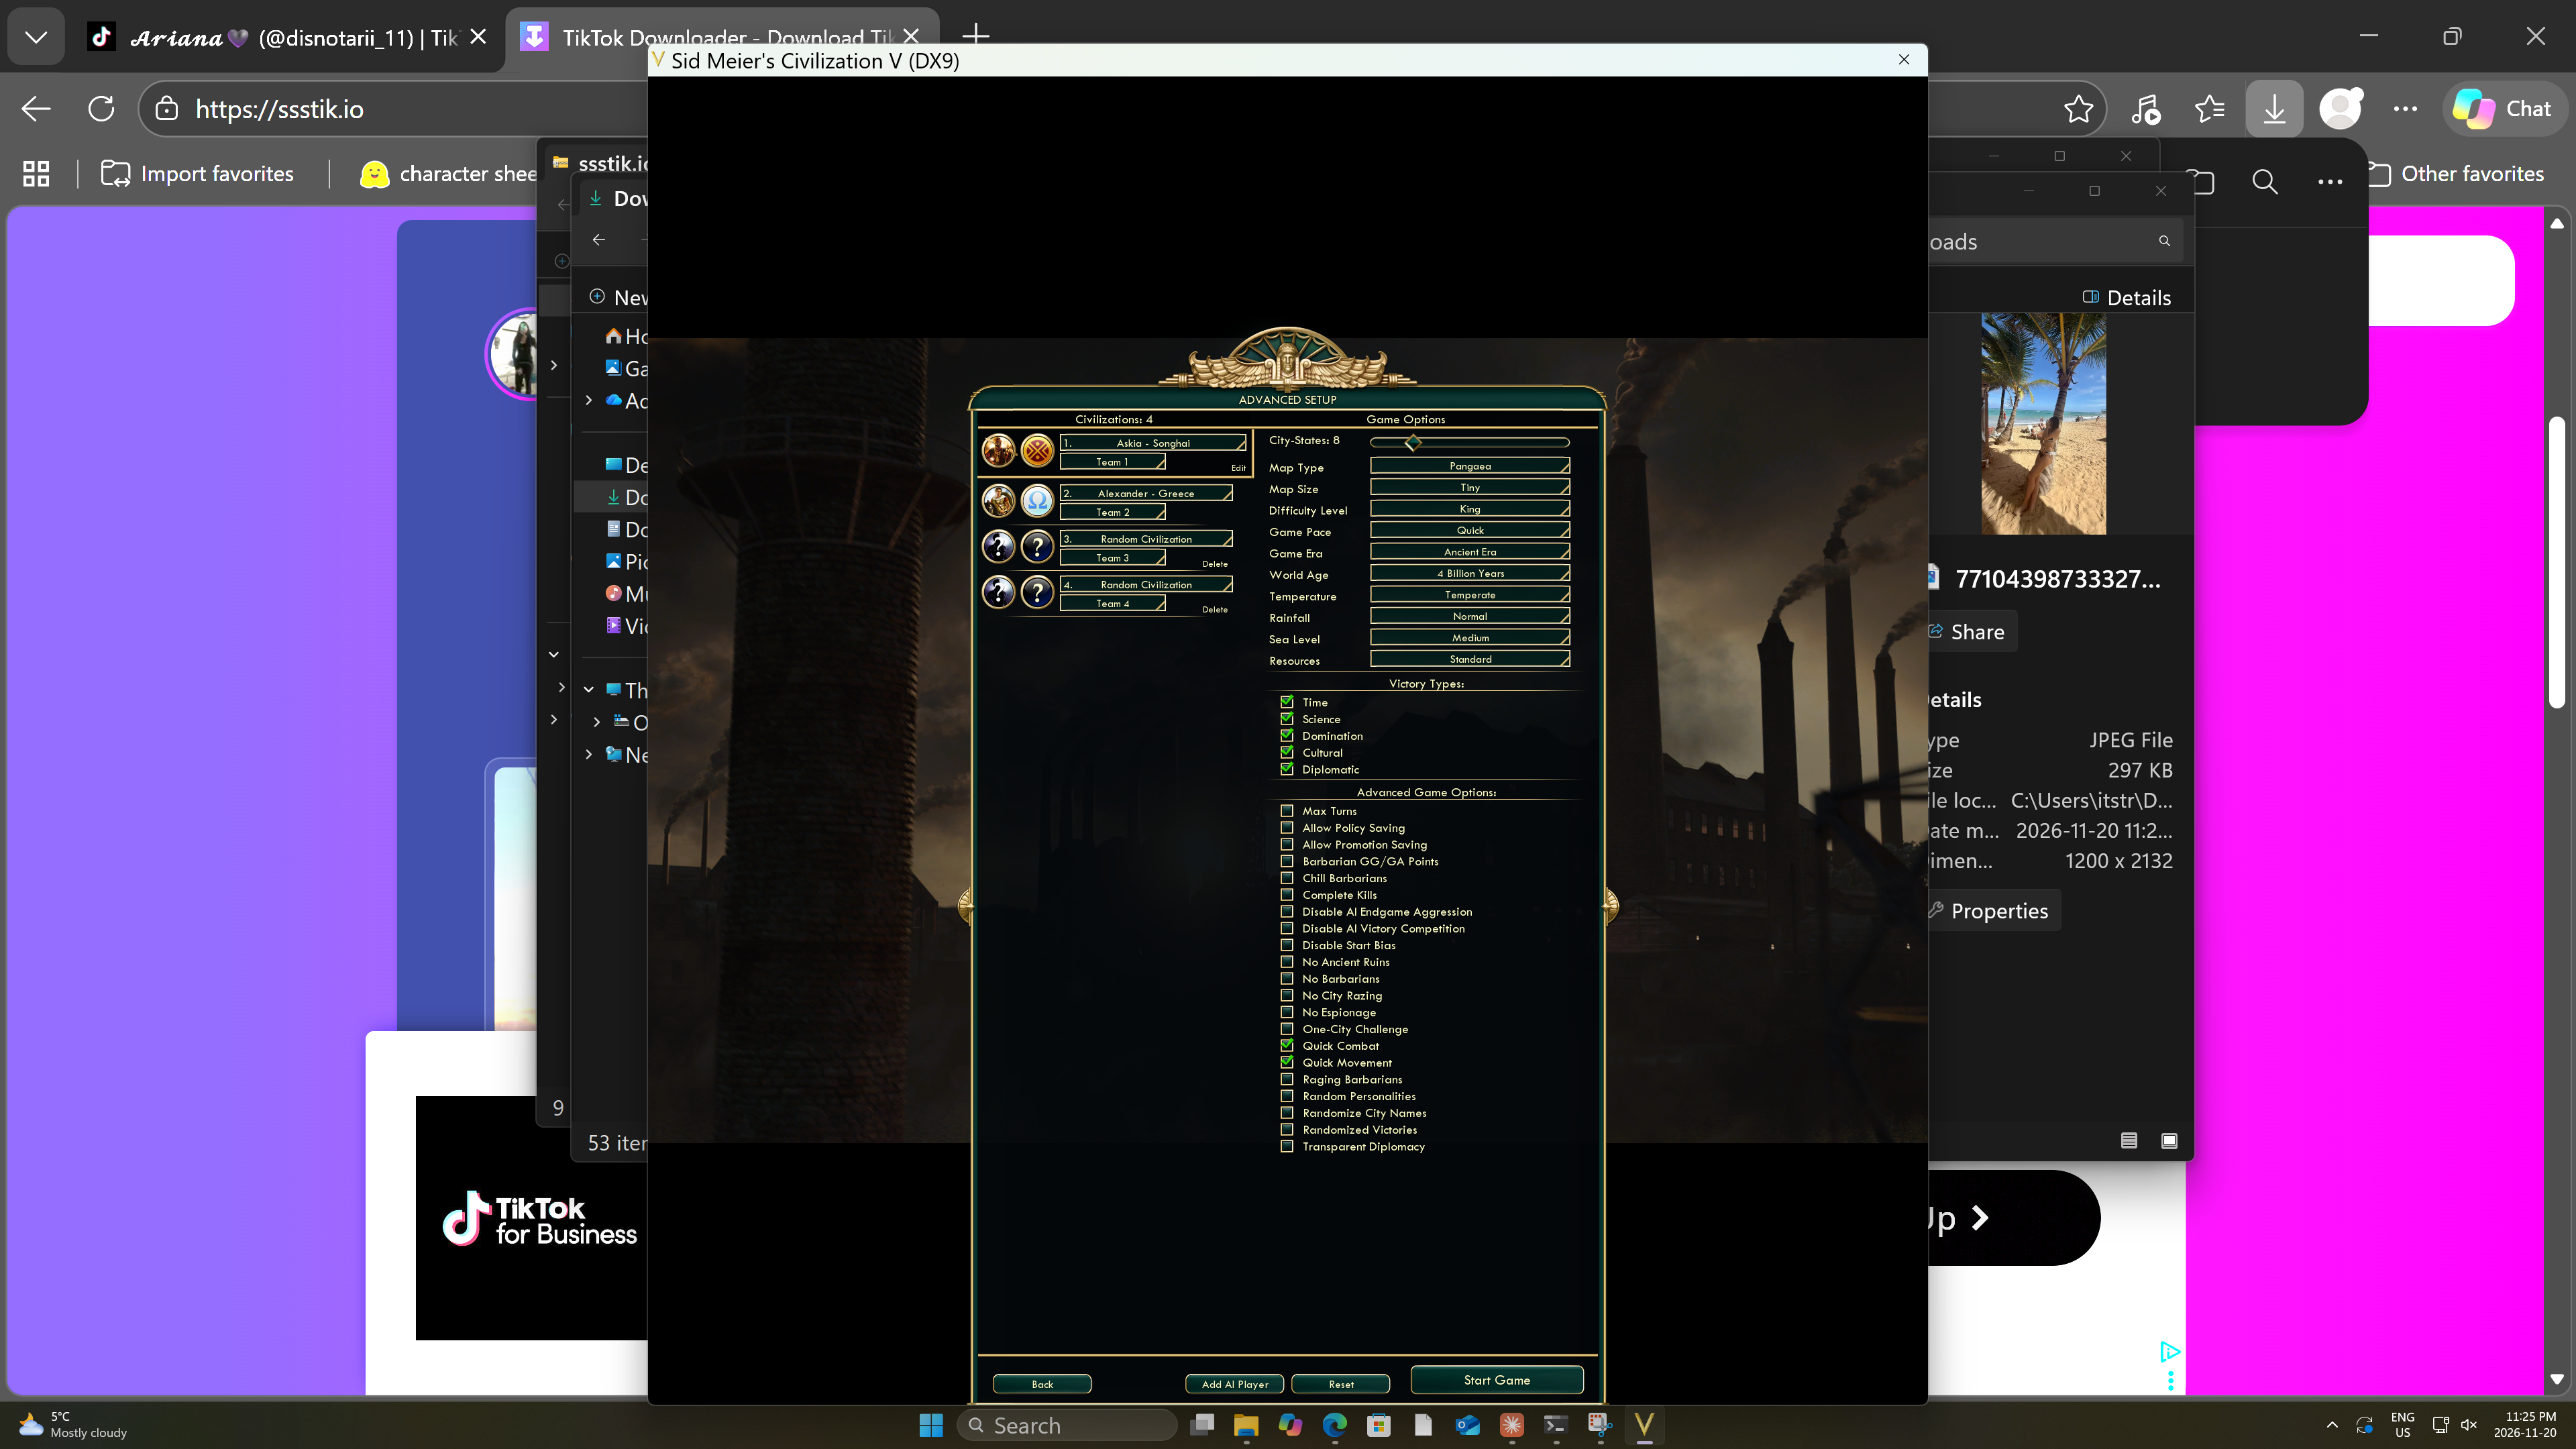 𝓐𝓻𝓲𝓪𝓷𝓪💜 (@disnotarii_11) | Tik
TikTok Downloader - Download Tik
https://ssstik.io
Chat
Import favorites
character shee
Other favorites
ssstik.io
Dow
oads
New
Details
Sid Meier's Civilization V (DX9)
ADVANCED SETUP
Civilizations: 4
Game Options
1. Askia - Songhai
Team 1
Edit
2. Alexander - Greece
Team 2
3. Random Civilization
Team 3
Delete
4. Random Civilization
Team 4
Delete
City-States: 8
Map Type Pangaea
Map Size Tiny
Difficulty Level King
Game Pace Quick
Game Era Ancient Era
World Age 4 Billion Years
Temperature Temperate
Rainfall Normal
Sea Level Medium
Resources Standard
Victory Types:
Time
Science
Domination
Cultural
Diplomatic
Advanced Game Options:
Max Turns
Allow Policy Saving
Allow Promotion Saving
Barbarian GG/GA Points
Chill Barbarians
Complete Kills
Disable AI Endgame Aggression
Disable AI Victory Competition
Disable Start Bias
No Ancient Ruins
No Barbarians
No City Razing
No Espionage
One-City Challenge
Quick Combat
Quick Movement
Raging Barbarians
Random Personalities
Randomize City Names
Randomized Victories
Transparent Diplomacy
Back
Add AI Player
Reset
Start Game
Ho
Ga
Ad
De
Do
Do
Pic
Mu
Vic
Th
O
Ne
9
53 iter
77104398733327...
Share
etails
ype JPEG File
ize 297 KB
ile loc... C:\Users\itstr\D...
ate m... 2026-11-20 11:2...
imen... 1200 x 2132
Properties
TikTok
for Business
Up
5°C
Mostly cloudy
Search
ENG
US
11:25 PM
2026-11-20